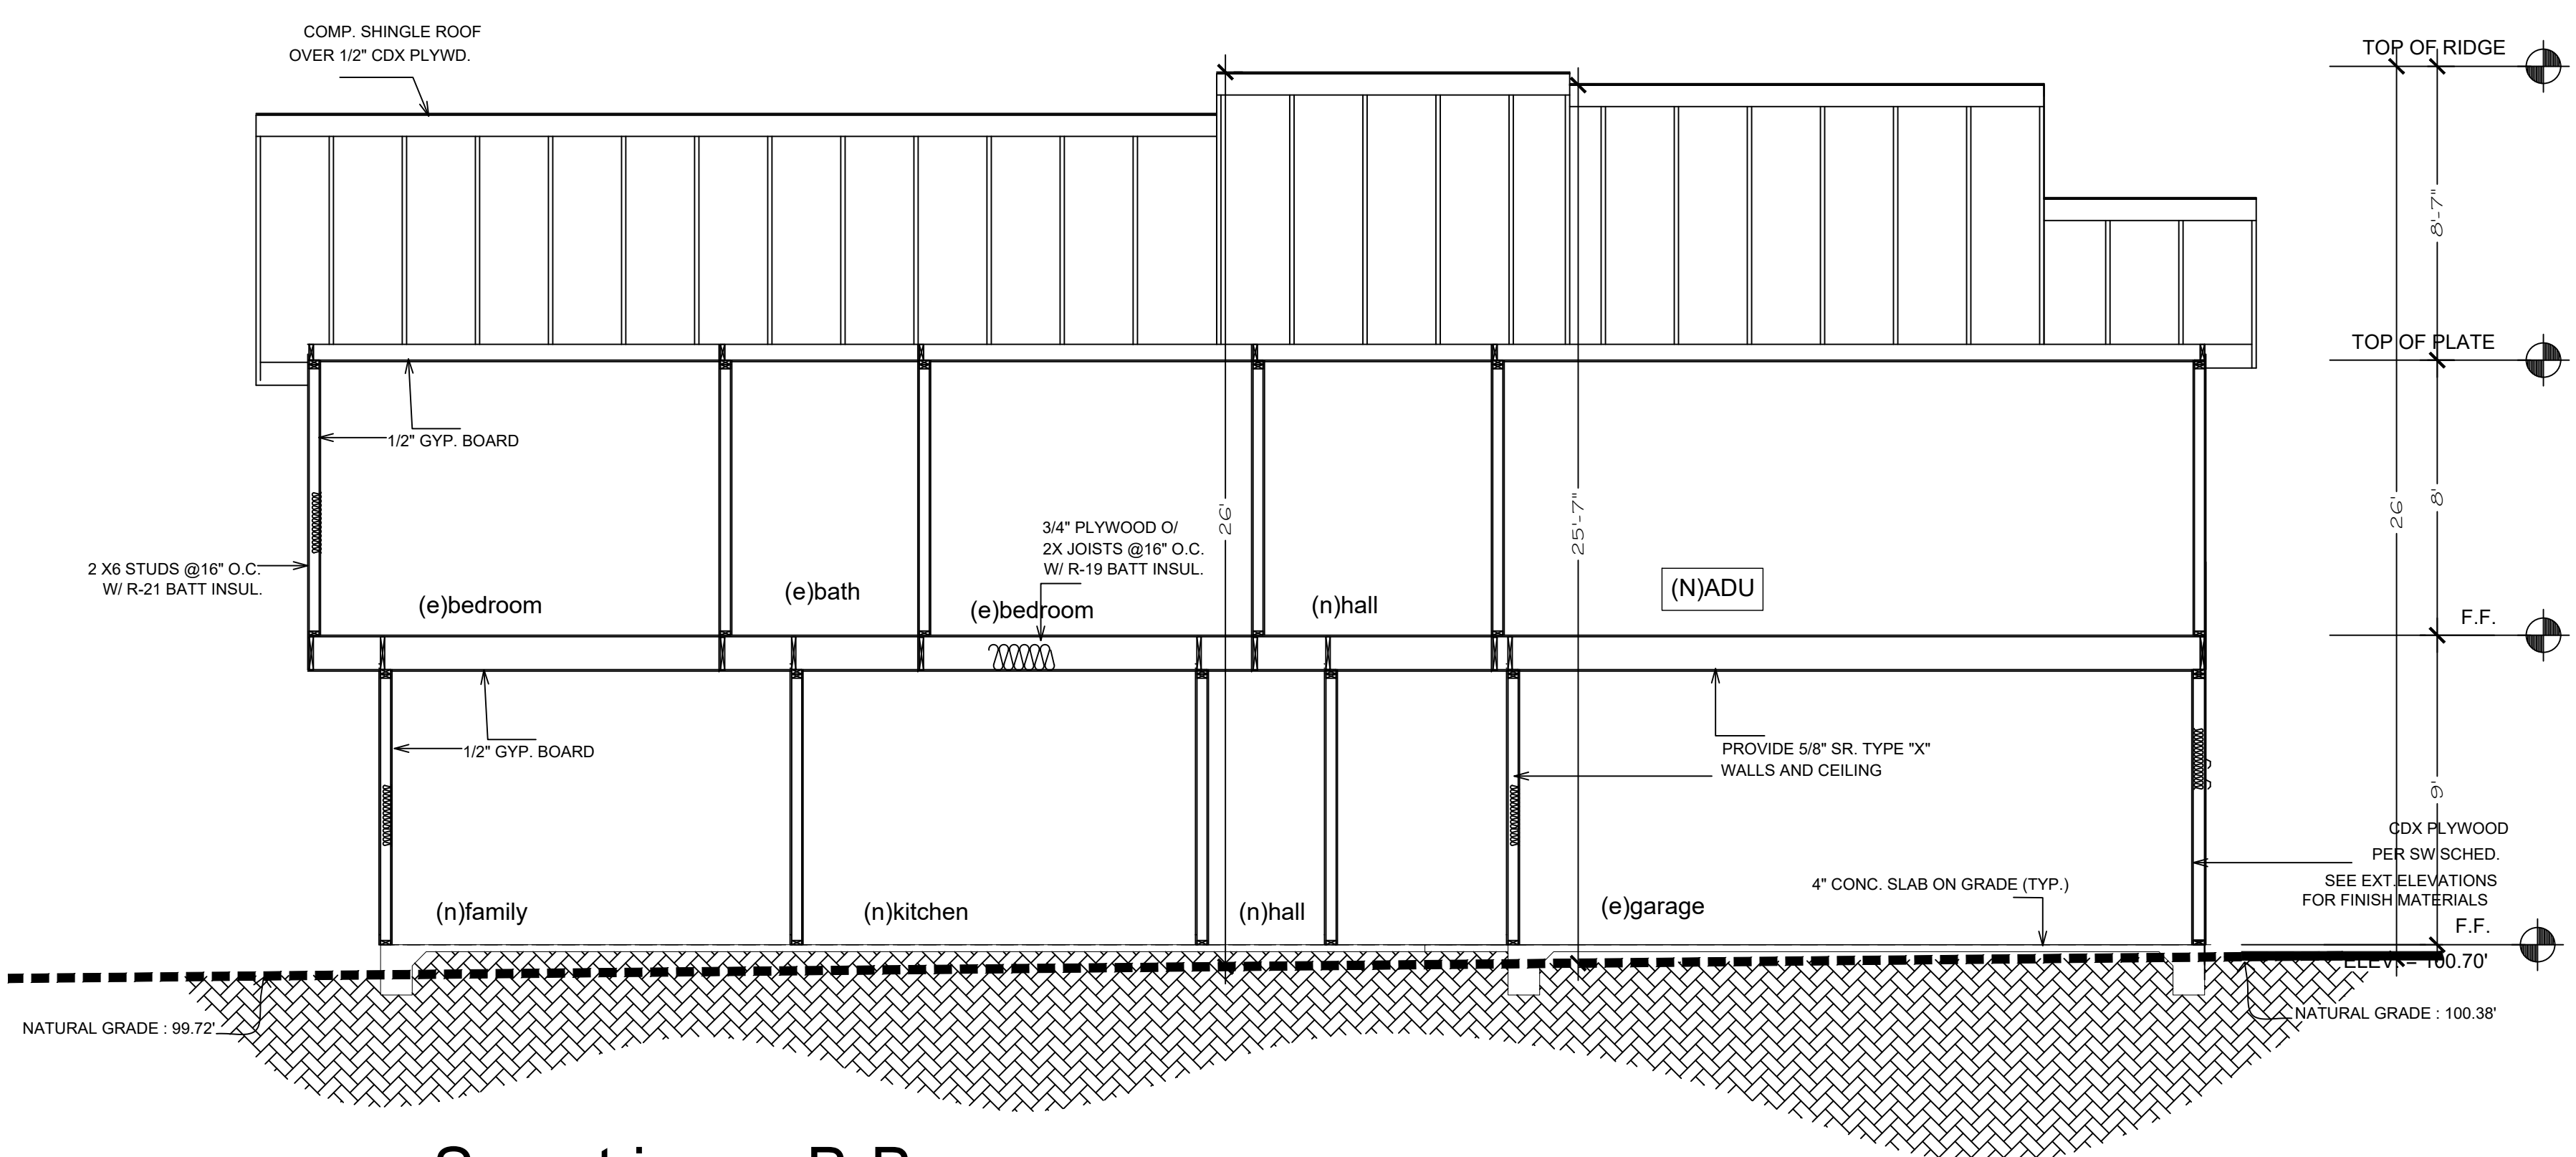 COMP. SHINGLE ROOF
OVER 1/2" CDX PLYWD.
TOP OF RIDGE
8'-7"
TOP OF PLATE
1/2" GYP. BOARD
26'
25'-7"
26'
8'
3/4" PLYWOOD O/
2X JOISTS @16" O.C.
W/ R-19 BATT INSUL.
2 X6 STUDS @16" O.C.
W/ R-21 BATT INSUL.
(e)bedroom
(e)bath
(e)bedroom
(n)hall
(N)ADU
F.F.
1/2" GYP. BOARD
PROVIDE 5/8" SR. TYPE "X"
WALLS AND CEILING
9'
CDX PLYWOOD
PER SW SCHED.
SEE EXT.ELEVATIONS
FOR FINISH MATERIALS
4" CONC. SLAB ON GRADE (TYP.)
(n)family
(n)kitchen
(n)hall
(e)garage
F.F.
100.70'
NATURAL GRADE : 99.72'
NATURAL GRADE : 100.38'